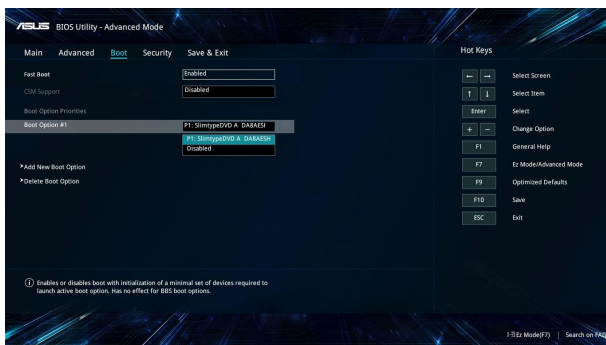 ASUS BIOS Utility - Advanced Mode
Main Advanced Boot Security Save & Exit
Hot Keys
Fast Boot Enabled
CSM Support Disabled
Boot Option Priorities
Boot Option #1 P1: SlimtypeDVD A DA8AESI
P1: SlimtypeDVD A DA8AESH
Disabled
Add New Boot Option
Delete Boot Option
← → Select Screen
↑ ↓ Select Item
Enter Select
+ − Change Option
F1 General Help
F7 Ez Mode/Advanced Mode
F9 Optimized Defaults
F10 Save
ESC Exit
Enables or disables boot with initialization of a minimal set of devices required to
launch active boot option. Has no effect for BBS boot options.
Ez Mode(F7) | Search on FAQ